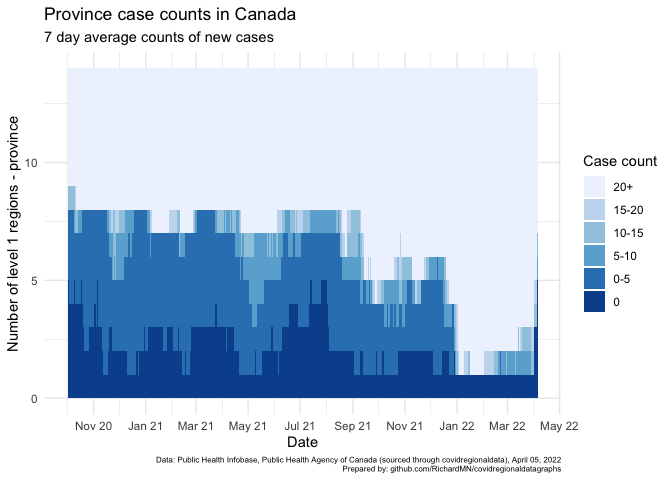 Province case counts in Canada
7 day average counts of new cases
Number of level 1 regions - province
10
5
0
Nov 20 Jan 21 Mar 21 May 21 Jul 21 Sep 21 Nov 21 Jan 22 Mar 22 May 22
Date
Case count
20+
15-20
10-15
5-10
0-5
0
Data: Public Health Infobase, Public Health Agency of Canada (sourced through covidregionaldata), April 05, 2022
Prepared by: github.com/RichardMN/covidregionaldatagraphs